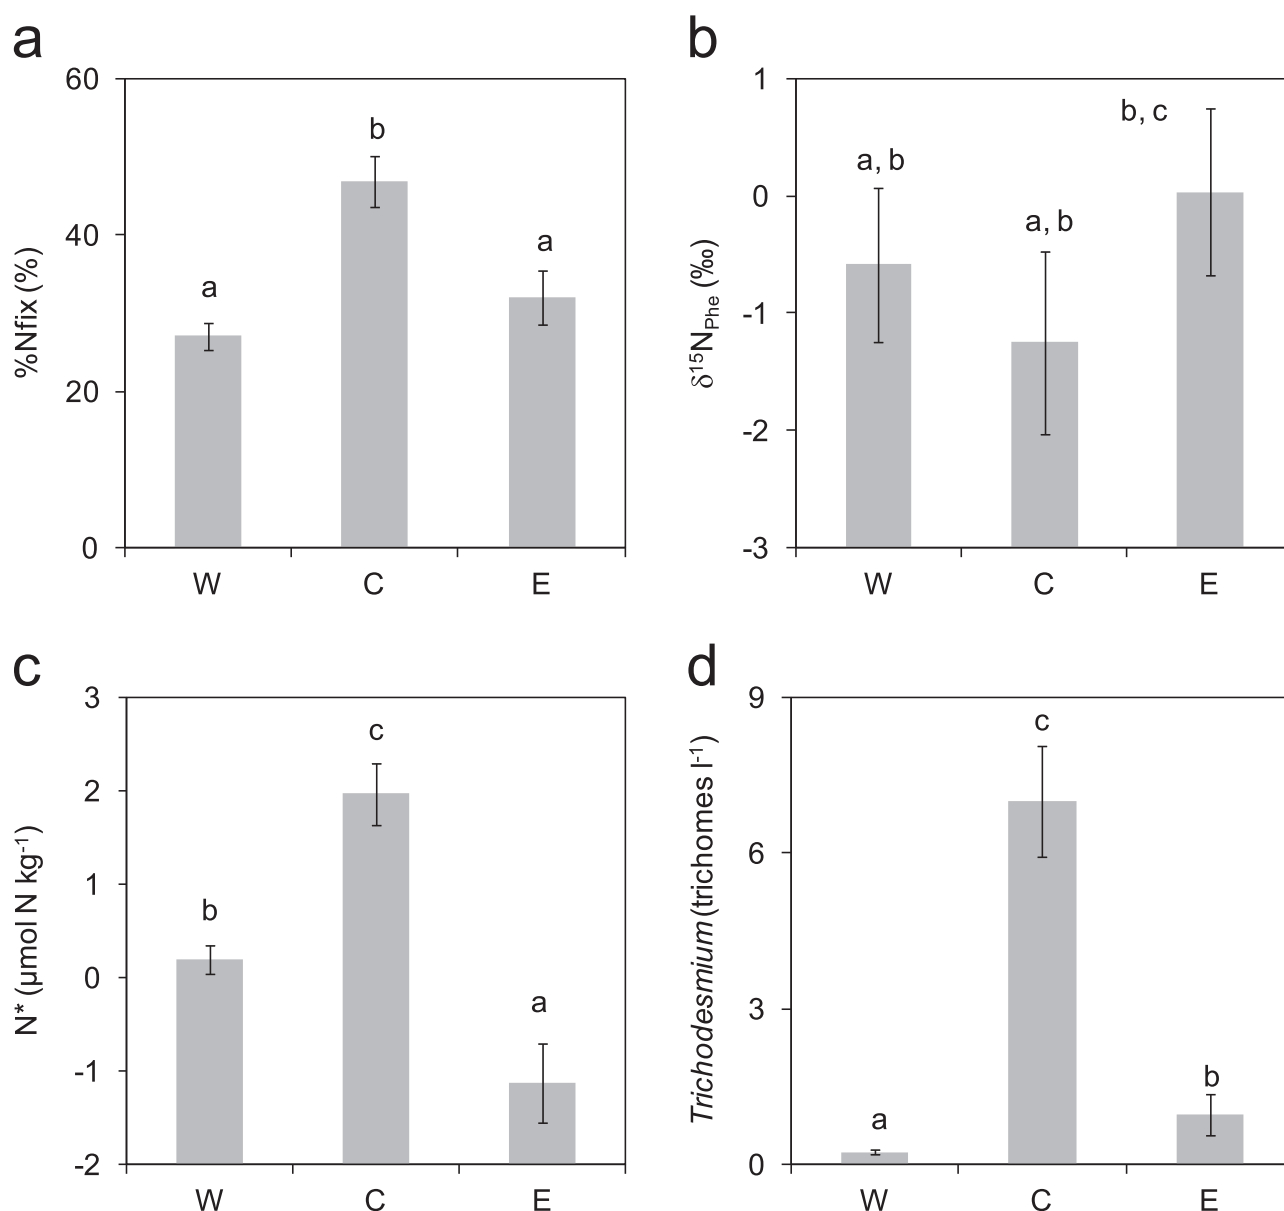 a
60
40
20
0
%Nfix (%)
a
b
a
W C E
b
1
0
-1
-2
-3
δ¹⁵N_Phe (‰)
a, b
a, b
b, c
W C E
c
3
2
1
0
-1
-2
N* (µmol N kg⁻¹)
b
c
a
W C E
d
9
6
3
0
Trichodesmium (trichomes l⁻¹)
a
c
b
W C E